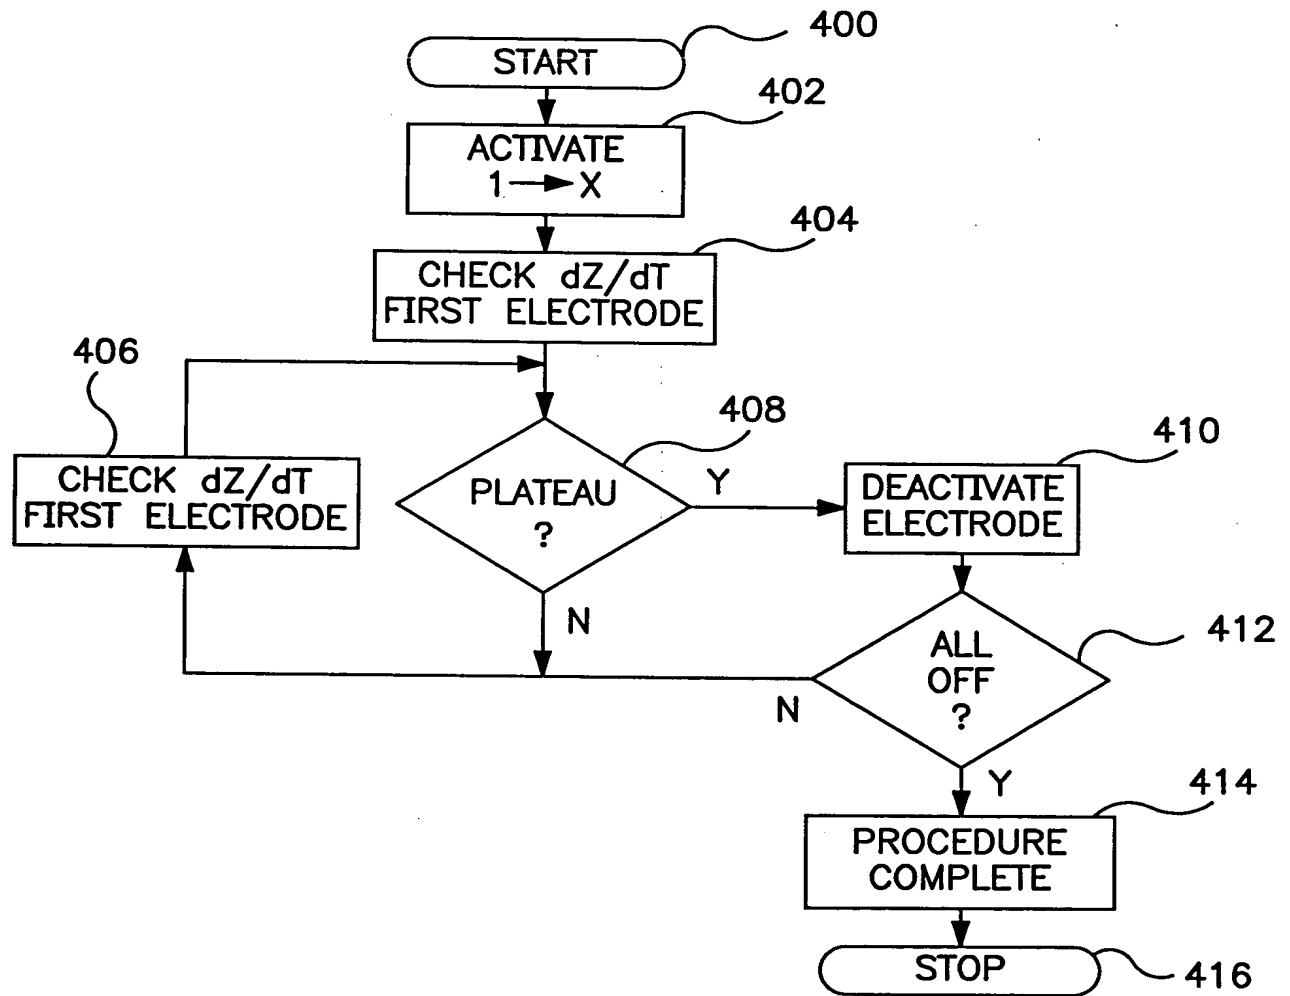 400
START
402
ACTIVATE
1 → X
404
CHECK dZ/dT
FIRST ELECTRODE
406
CHECK dZ/dT
FIRST ELECTRODE
408
PLATEAU
?
Y
N
410
DEACTIVATE
ELECTRODE
412
ALL
OFF
?
N
Y
414
PROCEDURE
COMPLETE
STOP
416